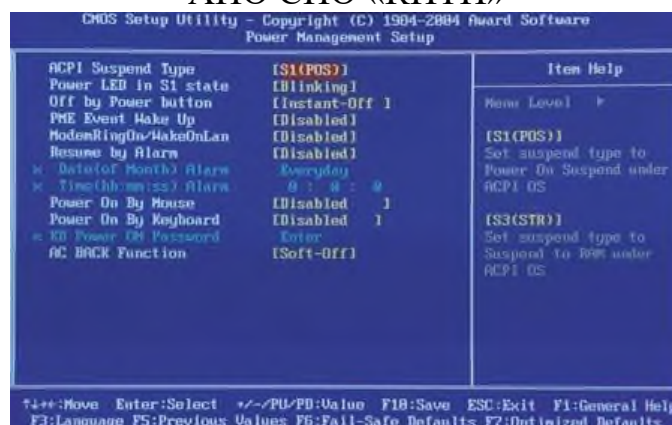 АНО СПО «КИТП»
CMOS Setup Utility - Copyright (C) 1984-2004 Award Software
Power Management Setup
ACPI Suspend Type [S1(POS)]
Power LED in S1 state [Blinking]
Off by Power button [Instant-Off ]
PME Event Wake Up [Disabled]
ModemRingOn/WakeOnLan [Disabled]
Resume by Alarm [Disabled]
x Date(of Month) Alarm Everyday
x Time(hh:mm:ss) Alarm 0 : 0 : 0
Power On By Mouse [Disabled ]
Power On By Keyboard [Disabled ]
x KB Power ON Password Enter
AC BACK Function [Soft-Off]
Item Help
Menu Level ▶
[S1(POS)]
Set suspend type to
Power On Suspend under
ACPI OS
[S3(STR)]
Set suspend type to
Suspend to RAM under
ACPI OS
↑↓→←:Move Enter:Select +/-/PU/PD:Value F10:Save ESC:Exit F1:General Help
F3:Language F5:Previous Values F6:Fail-Safe Defaults F7:Optimized Defaults